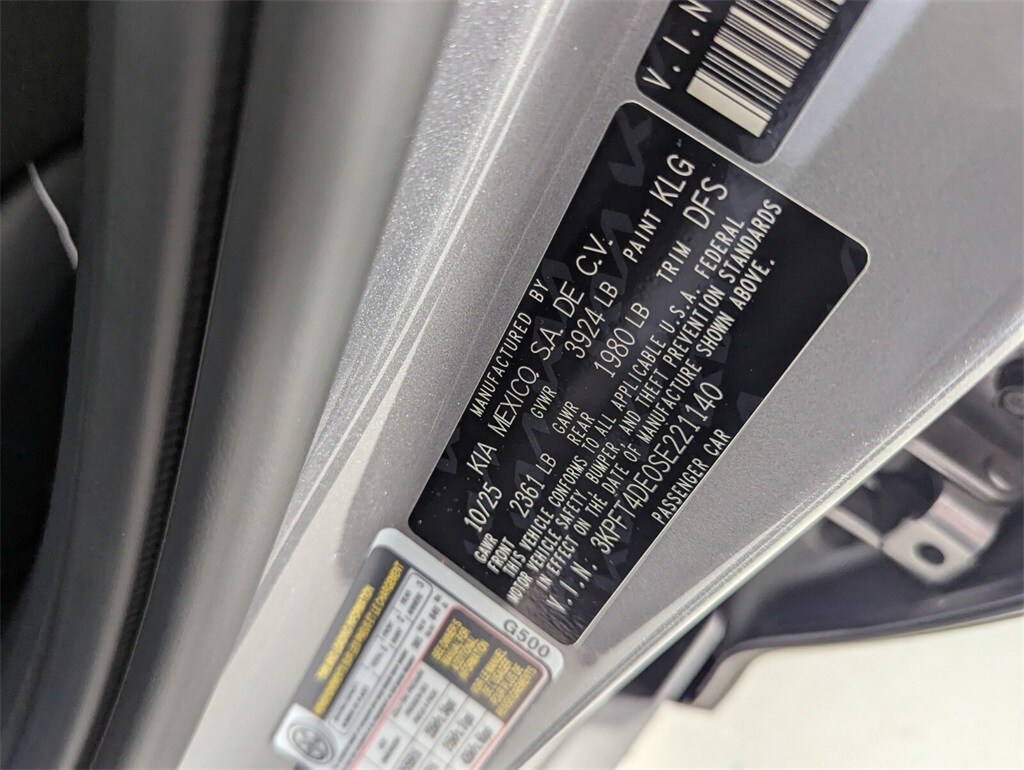 V.I.N
MANUFACTURED BY
10/25 KIA MEXICO, S.A. DE C.V.
GVWR 3924 LB PAINT KLG
GAWR FRONT 2361 LB GAWR REAR 1980 LB TRIM DFS
THIS VEHICLE CONFORMS TO ALL APPLICABLE U.S.A. FEDERAL
MOTOR VEHICLE SAFETY, BUMPER, AND THEFT PREVENTION STANDARDS
IN EFFECT ON THE DATE OF MANUFACTURE SHOWN ABOVE.
V.I.N. 3KPFT4DE0SE221140
PASSENGER CAR
G500